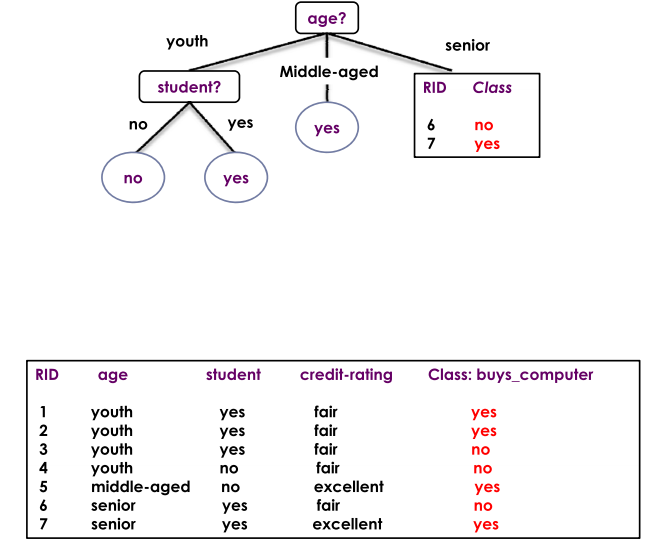 age?
youth
Middle-aged
senior
student?
RID Class
no yes
yes
6 no
7 yes
no yes
RID age student credit-rating Class: buys_computer
1 youth yes fair yes
2 youth yes fair yes
3 youth yes fair no
4 youth no fair no
5 middle-aged no excellent yes
6 senior yes fair no
7 senior yes excellent yes